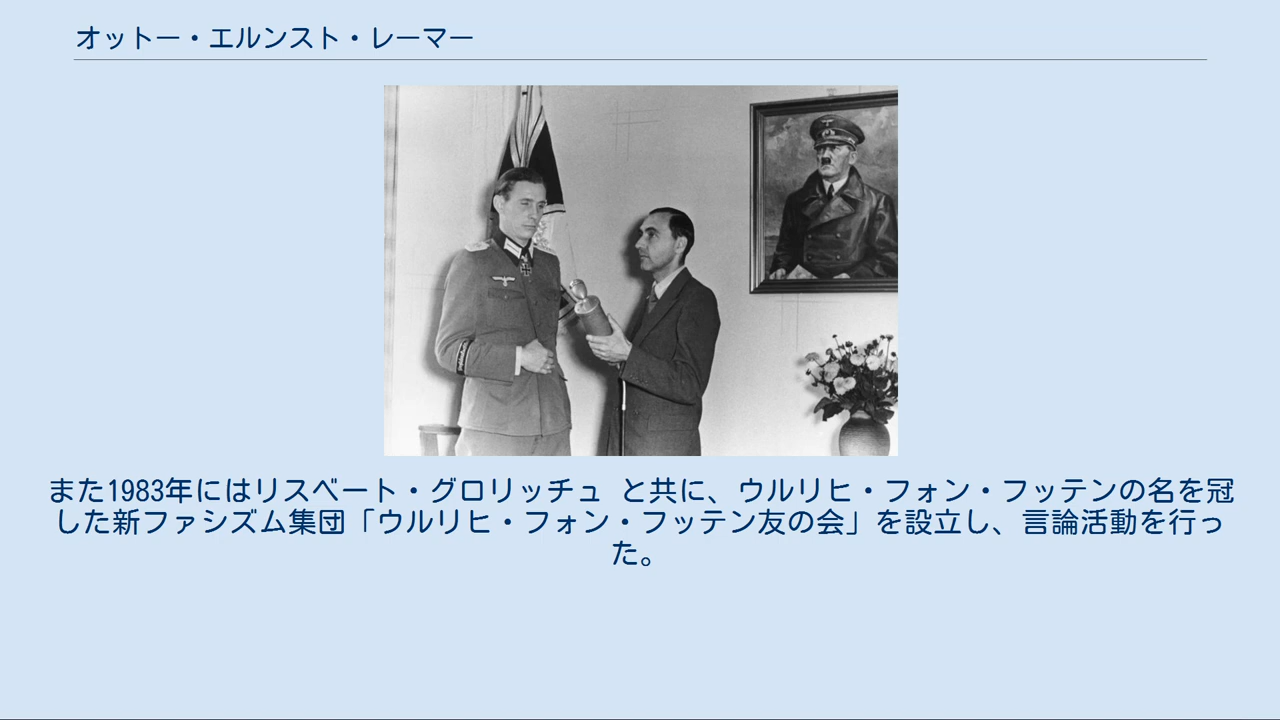 オットー・エルンスト・レーマー
また1983年にはリスベート・グロリッチュ と共に、ウルリヒ・フォン・フッテンの名を冠
した新ファシズム集団「ウルリヒ・フォン・フッテン友の会」を設立し、言論活動を行っ
た。